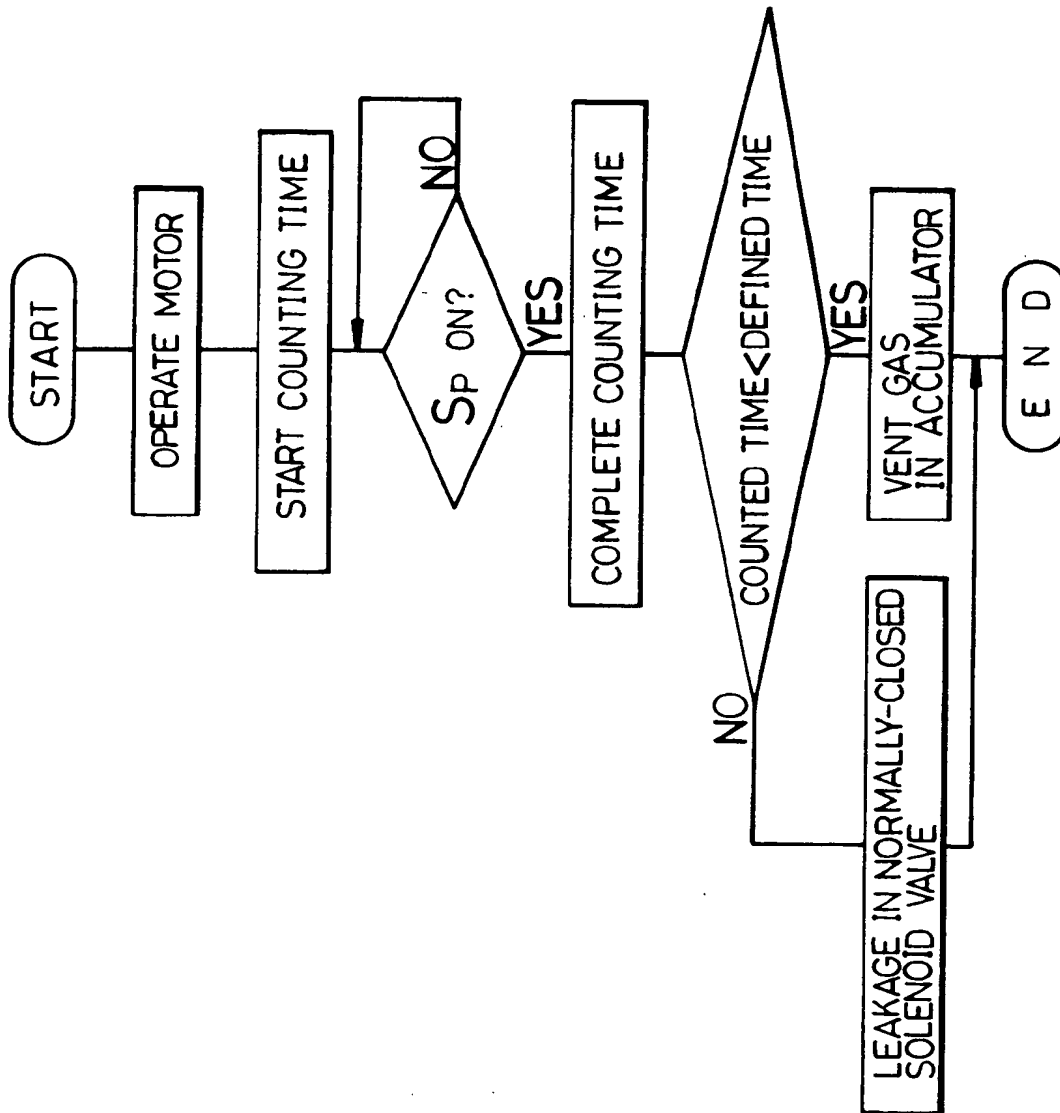 START
OPERATE MOTOR
START COUNTING TIME
SP ON?
NO
YES
COMPLETE COUNTING TIME
COUNTED TIME<DEFINED TIME
NO
YES
LEAKAGE IN NORMALLY-CLOSED
SOLENOID VALVE
VENT GAS
IN ACCUMULATOR
E N D